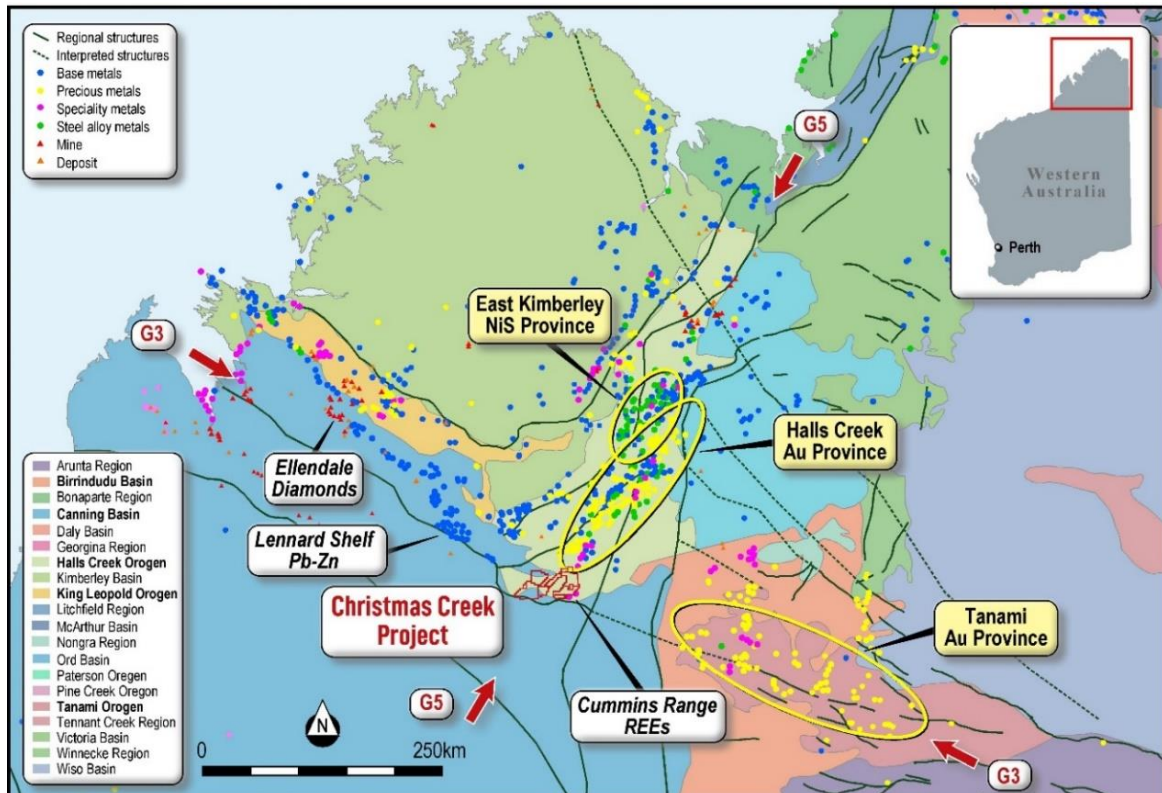 Regional structures
Interpreted structures
Base metals
Precious metals
Speciality metals
Steel alloy metals
Mine
Deposit
G5
Western
Australia
Perth
East Kimberley
NiS Province
G3
Halls Creek
Au Province
Ellendale
Diamonds
Lennard Shelf
Pb-Zn
Christmas Creek
Project
Tanami
Au Province
Cummins Range
REEs
G5
G3
N
0
250km
Arunta Region
Birrindudu Basin
Bonaparte Region
Canning Basin
Daly Basin
Georgina Region
Halls Creek Orogen
Kimberley Basin
King Leopold Orogen
Litchfield Region
McArthur Basin
Nongra Region
Ord Basin
Paterson Orogen
Pine Creek Orogon
Tanami Orogen
Tennant Creek Region
Victoria Basin
Winnecke Region
Wiso Basin